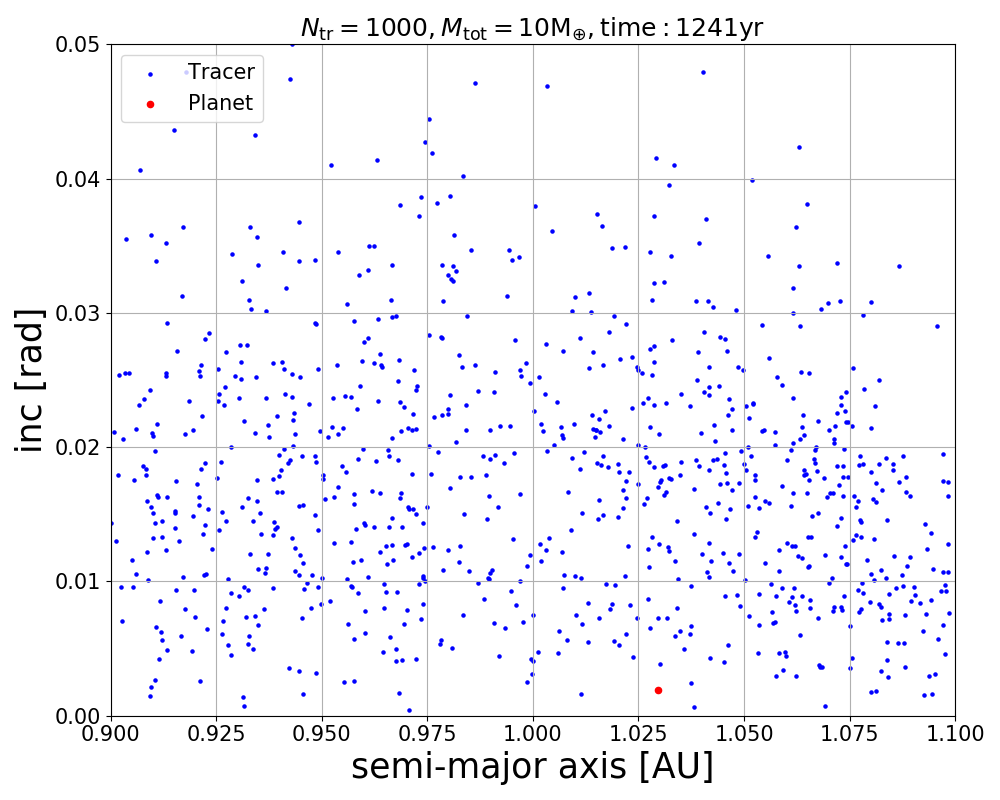 N_tr = 1000, M_tot = 10M_⊕, time : 1241yr
Tracer
Planet
inc [rad]
0.05
0.04
0.03
0.02
0.01
0.00
0.900 0.925 0.950 0.975 1.000 1.025 1.050 1.075 1.100
semi-major axis [AU]